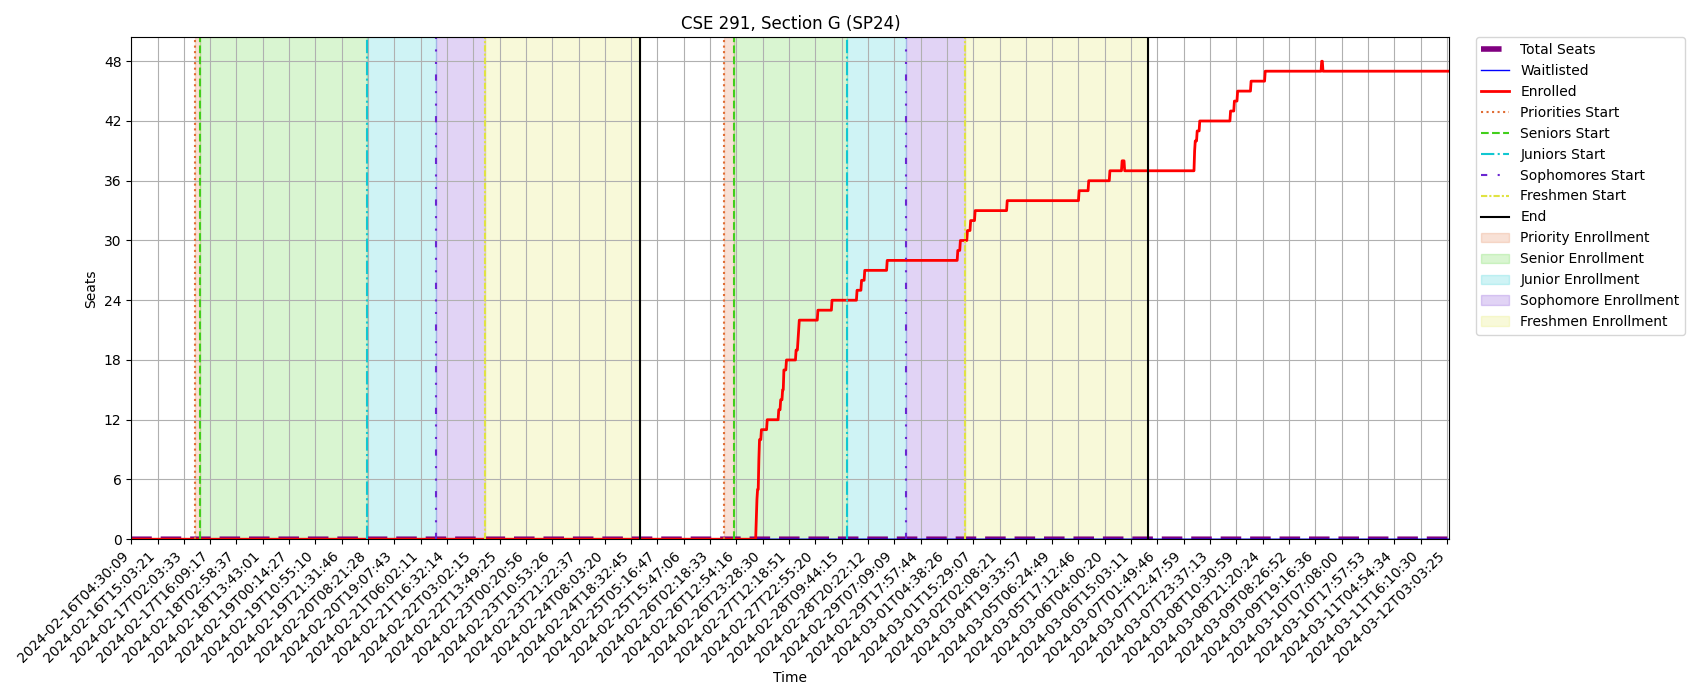 CSE 291, Section G (SP24)
Seats
48
42
36
30
24
18
12
6
0
2024-02-16T04:30:09
2024-02-16T15:03:21
2024-02-17T02:03:33
2024-02-17T16:09:17
2024-02-18T02:58:37
2024-02-18T13:43:01
2024-02-19T00:14:27
2024-02-19T10:55:10
2024-02-19T21:31:46
2024-02-20T08:21:28
2024-02-20T19:07:43
2024-02-21T06:02:11
2024-02-21T16:32:14
2024-02-22T03:02:15
2024-02-22T13:49:25
2024-02-23T00:20:56
2024-02-23T10:53:26
2024-02-23T21:22:37
2024-02-24T08:03:20
2024-02-24T18:32:45
2024-02-25T05:16:47
2024-02-25T15:47:06
2024-02-26T02:18:33
2024-02-26T12:54:16
2024-02-26T23:28:30
2024-02-27T12:18:51
2024-02-27T22:55:20
2024-02-28T09:44:15
2024-02-28T20:22:12
2024-02-29T07:09:09
2024-02-29T17:57:44
2024-03-01T04:38:26
2024-03-01T15:29:07
2024-03-02T02:08:21
2024-03-04T19:33:57
2024-03-05T06:24:49
2024-03-05T17:12:46
2024-03-06T04:00:20
2024-03-06T15:03:11
2024-03-07T01:49:46
2024-03-07T12:47:59
2024-03-07T23:37:13
2024-03-08T10:30:59
2024-03-08T21:20:24
2024-03-09T08:26:52
2024-03-09T19:16:36
2024-03-10T07:08:00
2024-03-10T17:57:53
2024-03-11T04:54:34
2024-03-11T16:10:30
2024-03-12T03:03:25
Time
Total Seats
Waitlisted
Enrolled
Priorities Start
Seniors Start
Juniors Start
Sophomores Start
Freshmen Start
End
Priority Enrollment
Senior Enrollment
Junior Enrollment
Sophomore Enrollment
Freshmen Enrollment